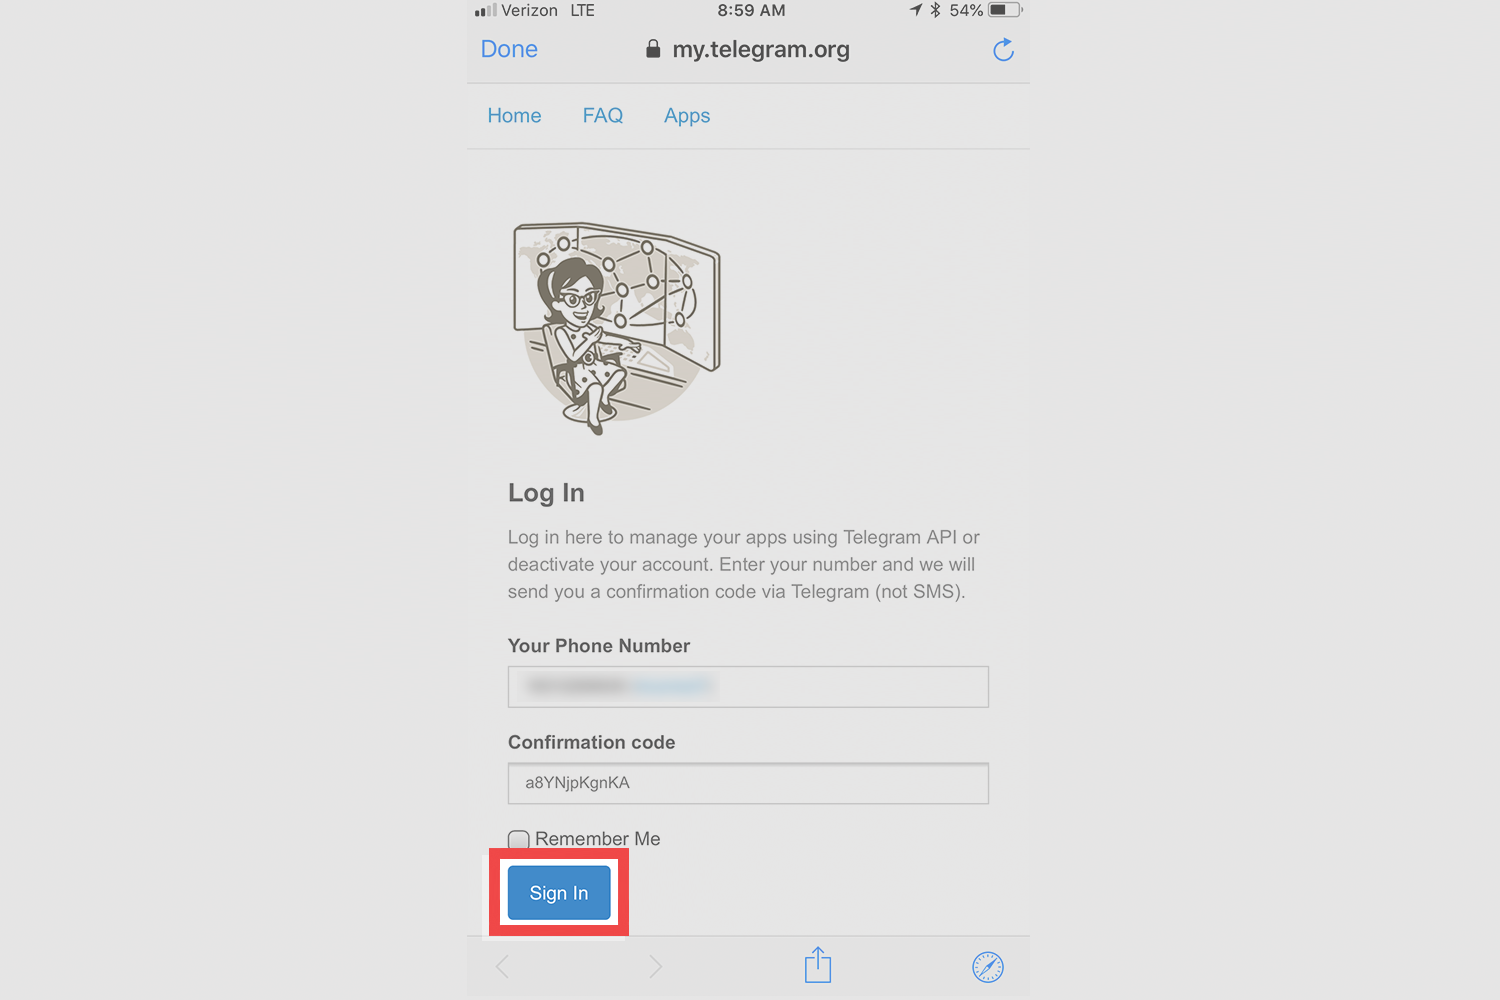 Verizon LTE 8:59 AM 54%
Done my.telegram.org
Home FAQ Apps
Log In
Log in here to manage your apps using Telegram API or
deactivate your account. Enter your number and we will
send you a confirmation code via Telegram (not SMS).
Your Phone Number
Confirmation code
a8YNjpKgnKA
Remember Me
Sign In